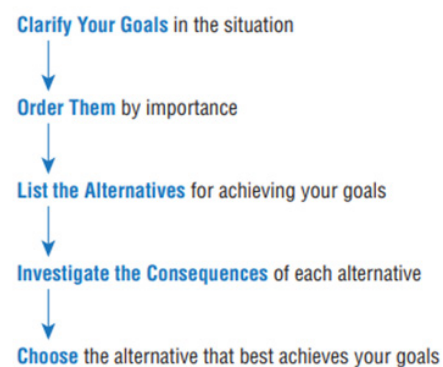 Clarify Your Goals in the situation
Order Them by importance
List the Alternatives for achieving your goals
Investigate the Consequences of each alternative
Choose the alternative that best achieves your goals